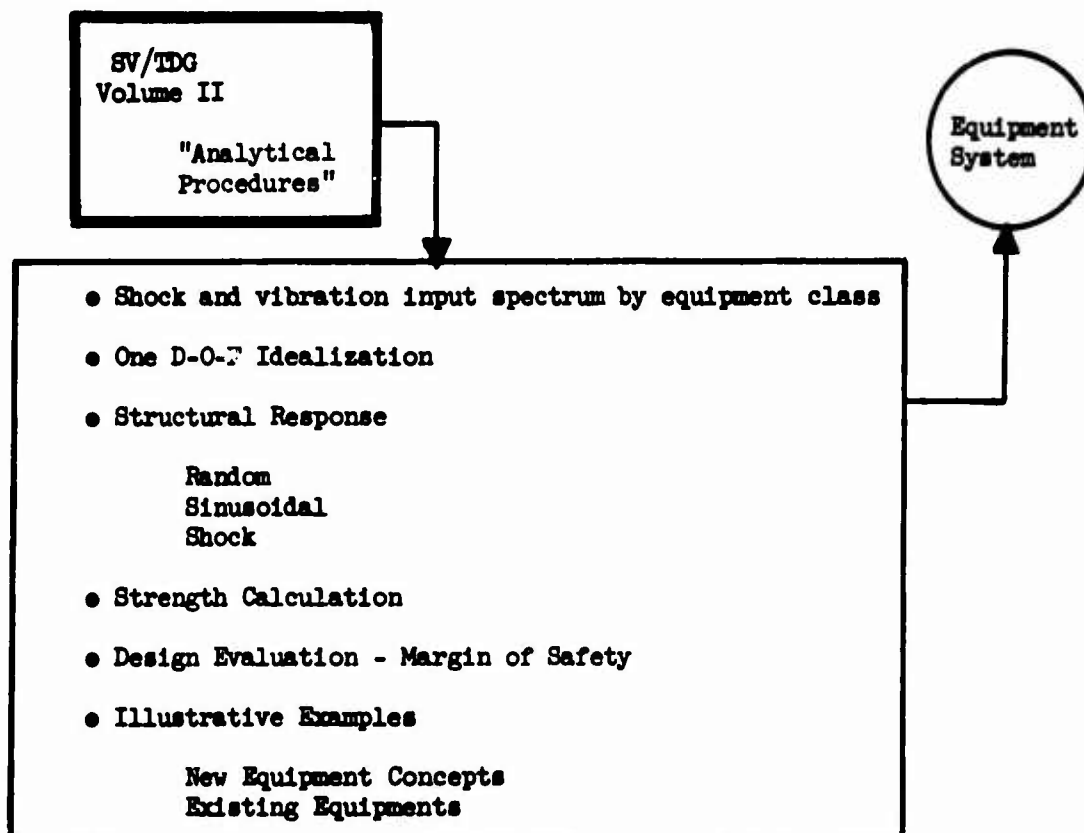 SV/TDG
Volume II
"Analytical
Procedures"
Equipment
System
• Shock and vibration input spectrum by equipment class
• One D-O-F Idealization
• Structural Response
Random
Sinusoidal
Shock
• Strength Calculation
• Design Evaluation - Margin of Safety
• Illustrative Examples
New Equipment Concepts
Existing Equipments